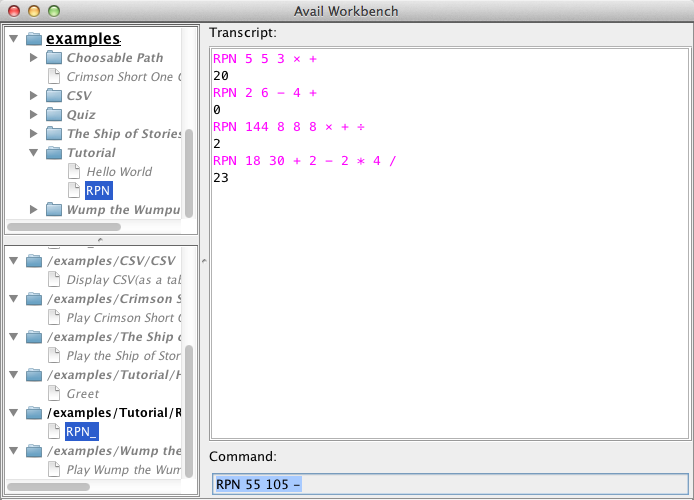 Avail Workbench
examples
Choosable Path
Crimson Short One
CSV
Quiz
The Ship of Stories
Tutorial
Hello World
RPN
Wump the Wumpu
/examples/CSV/CSV
Display CSV(as a tab
/examples/Crimson S
Play Crimson Short
/examples/The Ship
Play the Ship of Stor
/examples/Tutorial/H
Greet
/examples/Tutorial/R
RPN_
/examples/Wump the
Play Wump the Wum
Transcript:
RPN 5 5 3 × +
20
RPN 2 6 − 4 +
0
RPN 144 8 8 8 × + ÷
2
RPN 18 30 + 2 − 2 * 4 /
23
Command:
RPN 55 105 −